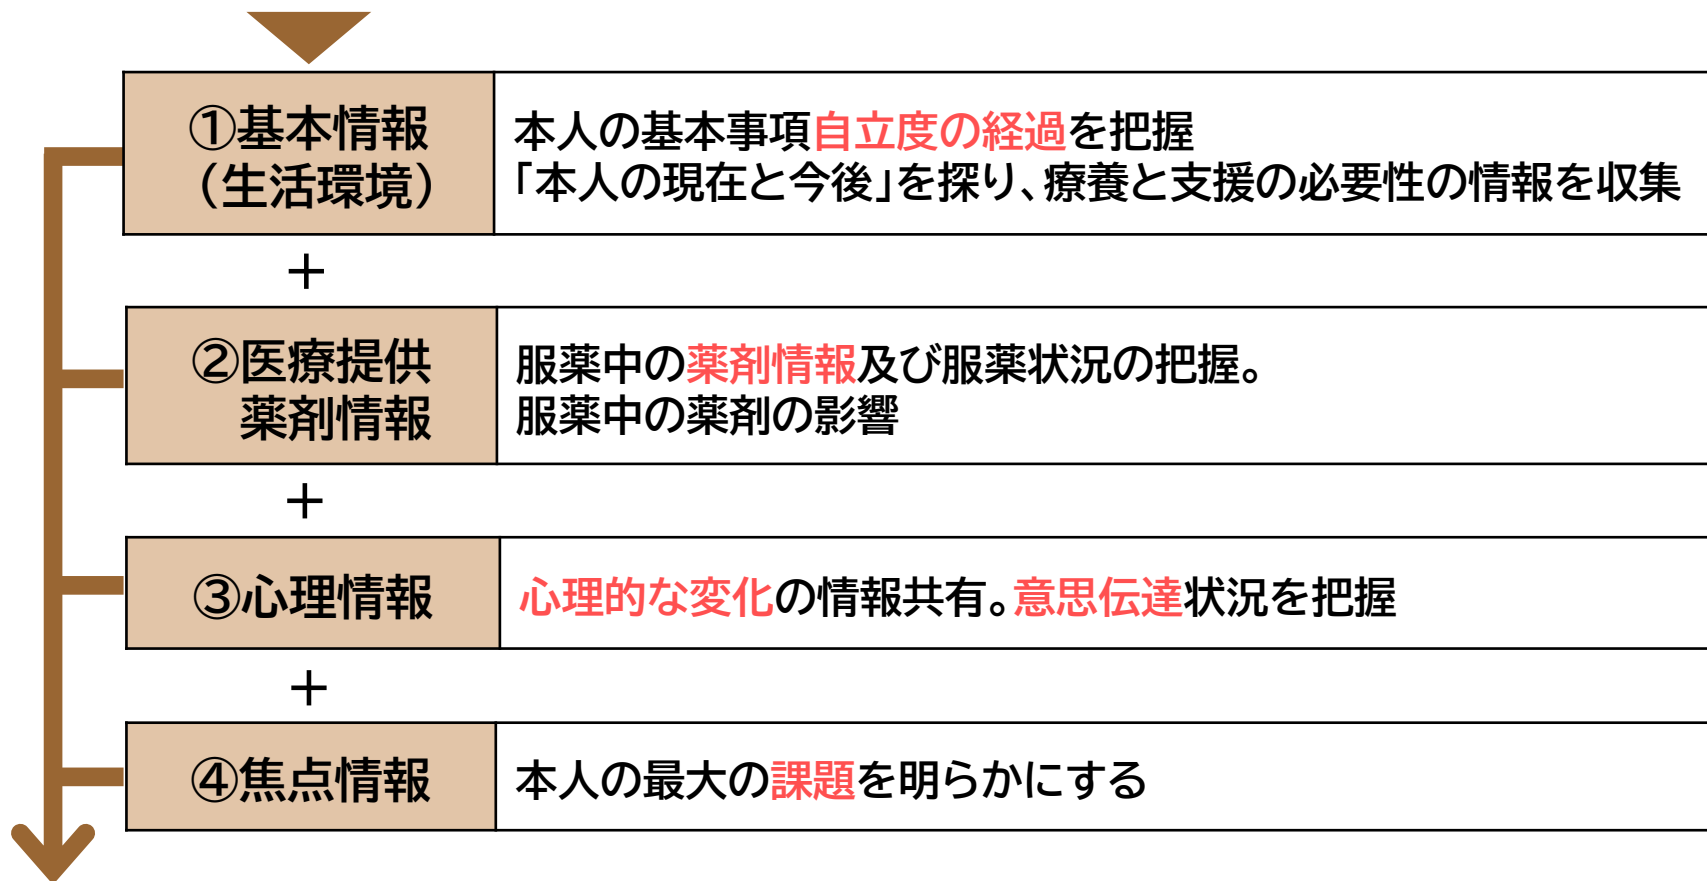 ①基本情報
（生活環境）
本人の基本事項自立度の経過を把握
「本人の現在と今後」を探り、療養と支援の必要性の情報を収集
＋
②医療提供
薬剤情報
服薬中の薬剤情報及び服薬状況の把握。
服薬中の薬剤の影響
＋
③心理情報
心理的な変化の情報共有。意思伝達状況を把握
＋
④焦点情報
本人の最大の課題を明らかにする